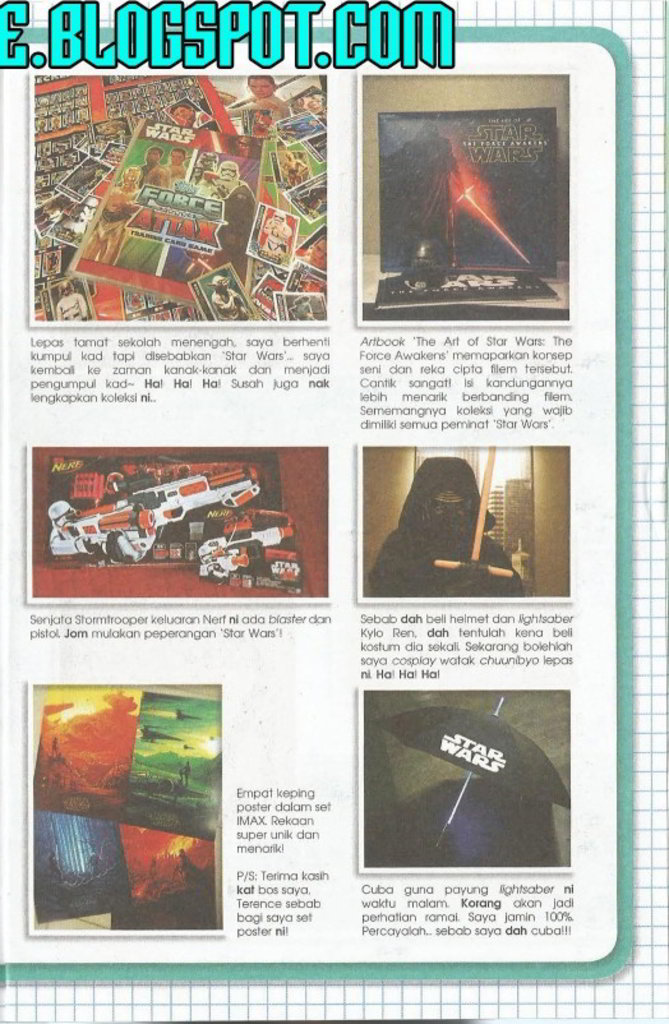 E.BLOGSPOT.COM
STAR WARS
FORCE ATTAX
TRADING CARD GAME
THE ART OF
STAR WARS
THE FORCE AWAKENS
Lepas tamat sekolah menengah, saya berhenti
kumpul kad tapi disebabkan 'Star Wars'... saya
kembali ke zaman kanak-kanak dan menjadi
pengumpul kad~ Ha! Ha! Ha! Susah juga nak
lengkapkan koleksi ni..
Artbook 'The Art of Star Wars: The
Force Awakens' memaparkan konsep
seni dan reka cipta filem tersebut.
Cantik sangat! Isi kandungannya
lebih menarik berbanding filem.
Sememangnya koleksi yang wajib
dimiliki semua peminat 'Star Wars'.
NERF
NERF
STAR WARS
Senjata Stormtrooper keluaran Nerf ni ada blaster dan
pistol. Jom mulakan peperangan 'Star Wars'!
Sebab dah beli helmet dan lightsaber
Kylo Ren, dah tentulah kena beli
kostum dia sekali. Sekarang bolehlah
saya cosplay watak chuunibyo lepas
ni. Ha! Ha! Ha!
Empat keping
poster dalam set
IMAX. Rekaan
super unik dan
menarik!
P/S: Terima kasih
kat bos saya,
Terence sebab
bagi saya set
poster ni!
STAR
WARS
Cuba guna payung lightsaber ni
waktu malam. Korang akan jadi
perhatian ramai. Saya jamin 100%.
Percayalah... sebab saya dah cuba!!!